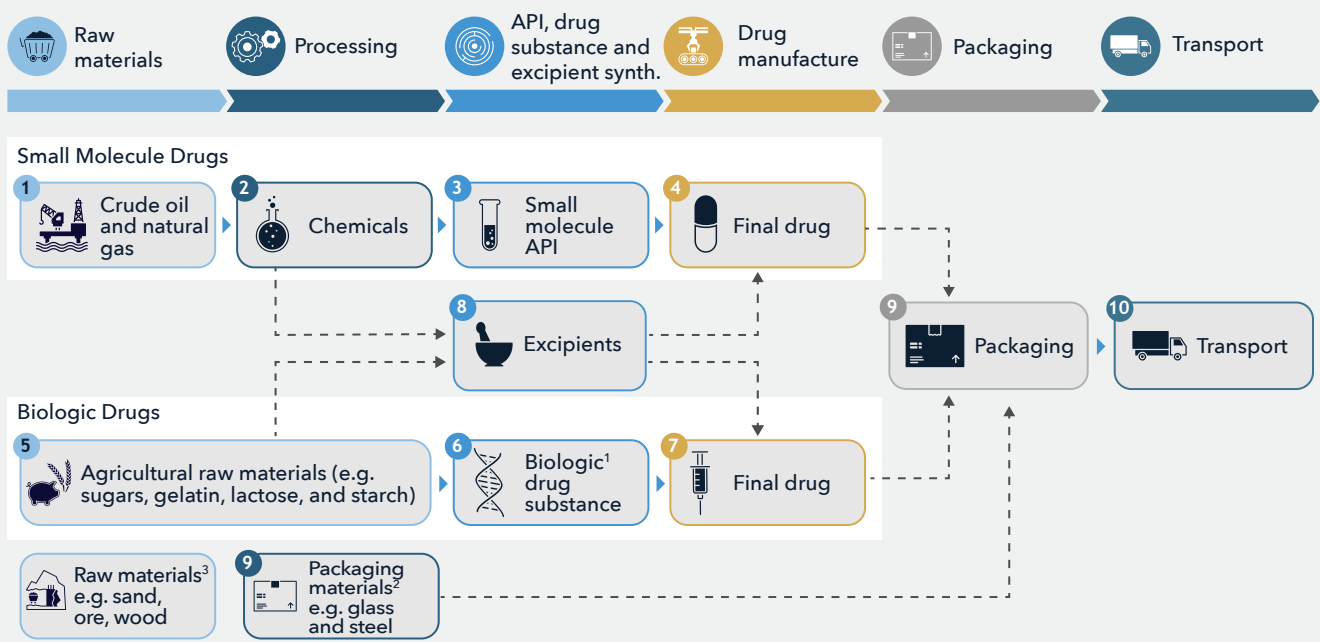 Raw
materials
Processing
API, drug
substance and
excipient synth.
Drug
manufacture
Packaging
Transport
Small Molecule Drugs
1
Crude oil
and natural
gas
2
Chemicals
3
Small
molecule
API
4
Final drug
8
Excipients
9
Packaging
10
Transport
Biologic Drugs
5
Agricultural raw materials (e.g.
sugars, gelatin, lactose, and starch)
6
Biologic¹
drug
substance
7
Final drug
Raw materials³
e.g. sand,
ore, wood
9
Packaging
materials²
e.g. glass
and steel